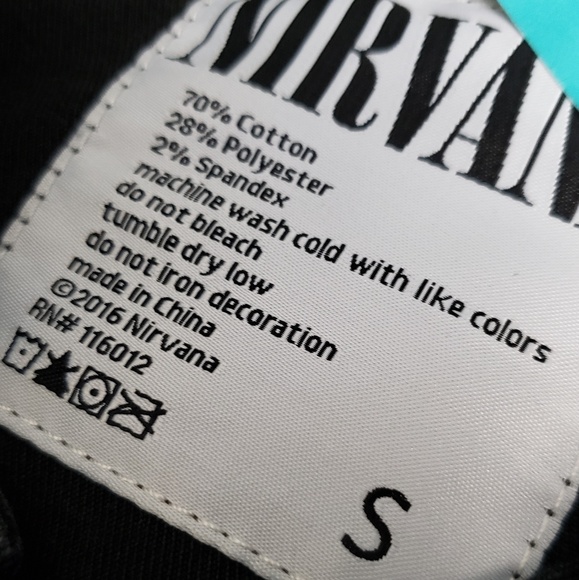 NIRVAN
70% Cotton
28% Polyester
2% Spandex
machine wash cold with like colors
do not bleach
tumble dry low
do not iron decoration
made in China
©2016 Nirvana
RN# 116012
S